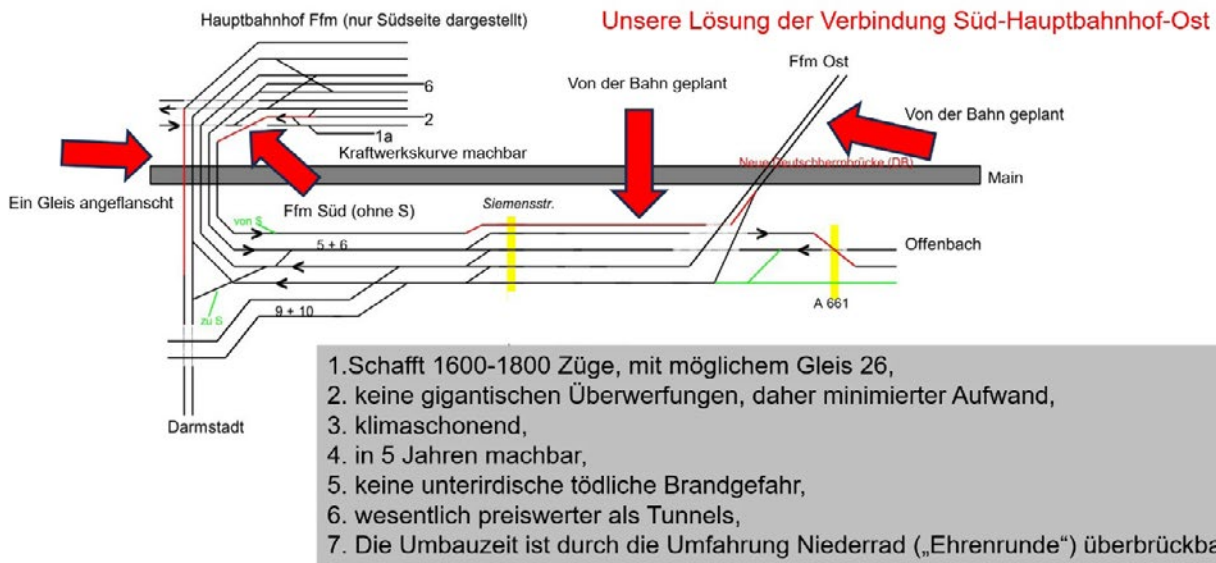 Hauptbahnhof Ffm (nur Südseite dargestellt)
Unsere Lösung der Verbindung Süd-Hauptbahnhof-Ost
Ffm Ost
Von der Bahn geplant
6
2
1a
Von der Bahn geplant
Kraftwerkskurve machbar
Neue Deutschherrnbrücke (DB)
Main
Ein Gleis angeflanscht
Ffm Süd (ohne S)
Siemensstr.
von S
5 + 6
Offenbach
zu S
9 + 10
A 661
Darmstadt
1.Schafft 1600-1800 Züge, mit möglichem Gleis 26,
2. keine gigantischen Überwerfungen, daher minimierter Aufwand,
3. klimaschonend,
4. in 5 Jahren machbar,
5. keine unterirdische tödliche Brandgefahr,
6. wesentlich preiswerter als Tunnels,
7. Die Umbauzeit ist durch die Umfahrung Niederrad („Ehrenrunde“) überbrückba